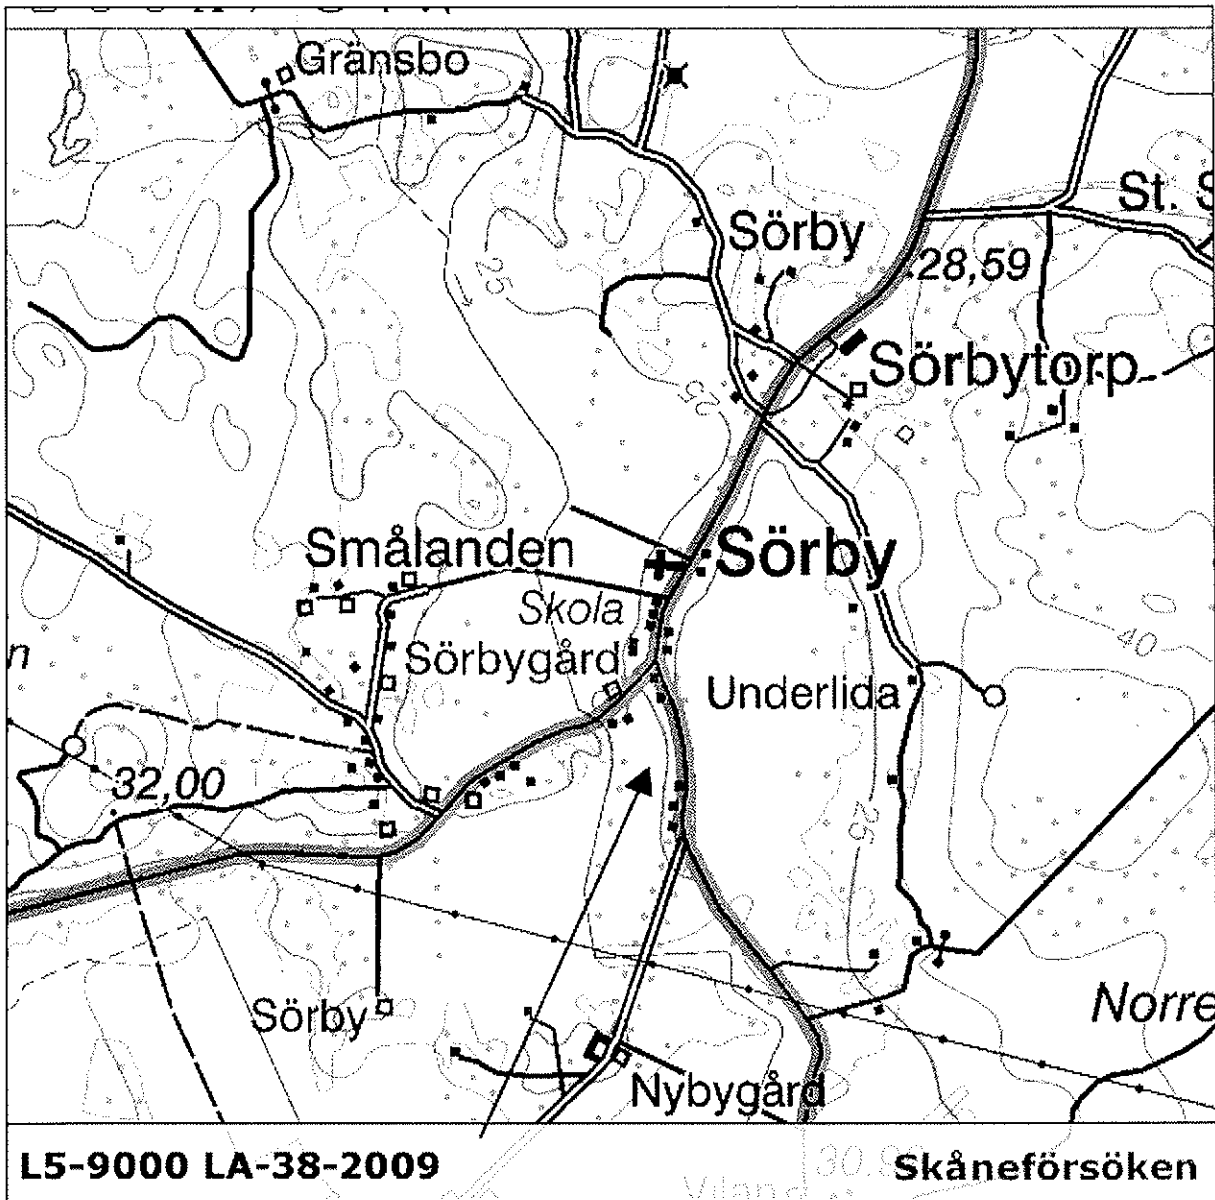 Gränsbo
St. S
Sörby
28,59
25
Sörbytorp
25
Smålanden
Sörby
Skola
40
n
Sörbygård
Underlida
32,00
25
Sörby
Norre
Nybygård
L5-9000 LA-38-2009
Skåneförsöken